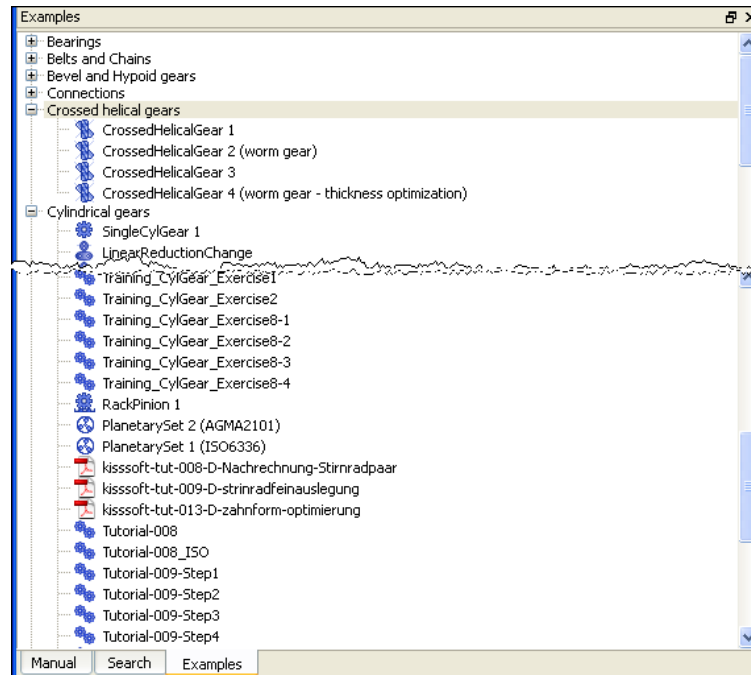 Examples
Bearings
Belts and Chains
Bevel and Hypoid gears
Connections
Crossed helical gears
CrossedHelicalGear 1
CrossedHelicalGear 2 (worm gear)
CrossedHelicalGear 3
CrossedHelicalGear 4 (worm gear - thickness optimization)
Cylindrical gears
SingleCylGear 1
LinearReductionChange
Training_CylGear_Exercise1
Training_CylGear_Exercise2
Training_CylGear_Exercise8-1
Training_CylGear_Exercise8-2
Training_CylGear_Exercise8-3
Training_CylGear_Exercise8-4
RackPinion 1
PlanetarySet 2 (AGMA2101)
PlanetarySet 1 (ISO6336)
kisssoft-tut-008-D-Nachrechnung-Stirnradpaar
kisssoft-tut-009-D-strinradfeinauslegung
kisssoft-tut-013-D-zahnform-optimierung
Tutorial-008
Tutorial-008_ISO
Tutorial-009-Step1
Tutorial-009-Step2
Tutorial-009-Step3
Tutorial-009-Step4
Manual Search Examples